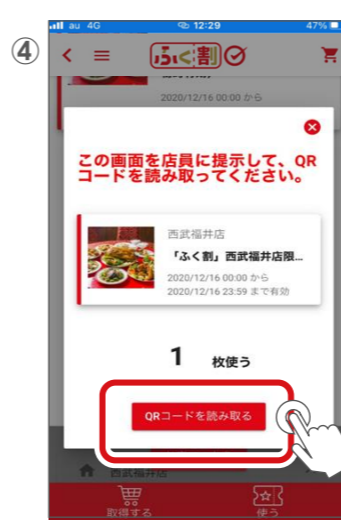 ④
au 4G 12:29 47%
ふく割
2020/12/16 00:00 から
この画面を店員に提示して、QR
コードを読み取ってください。
西武福井店
「ふく割」西武福井店限...
2020/12/16 00:00 から
2020/12/16 23:59 まで有効
1 枚使う
QRコードを読み取る
西武福井店
取得する 使う